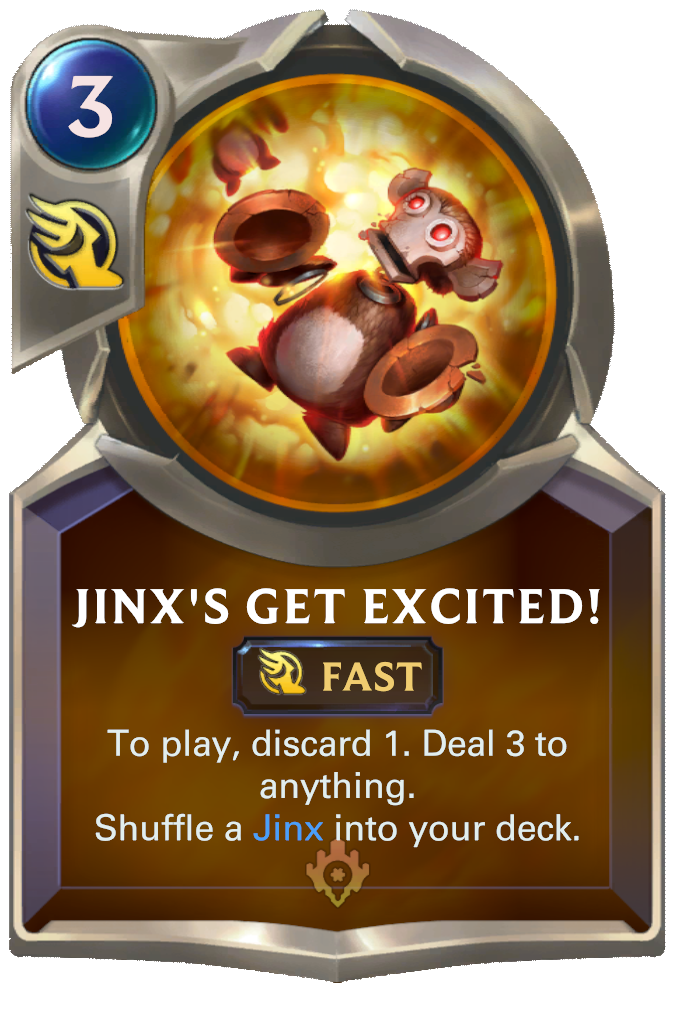 3
JINX'S GET EXCITED!
FAST
To play, discard 1. Deal 3 to
anything.
Shuffle a Jinx into your deck.